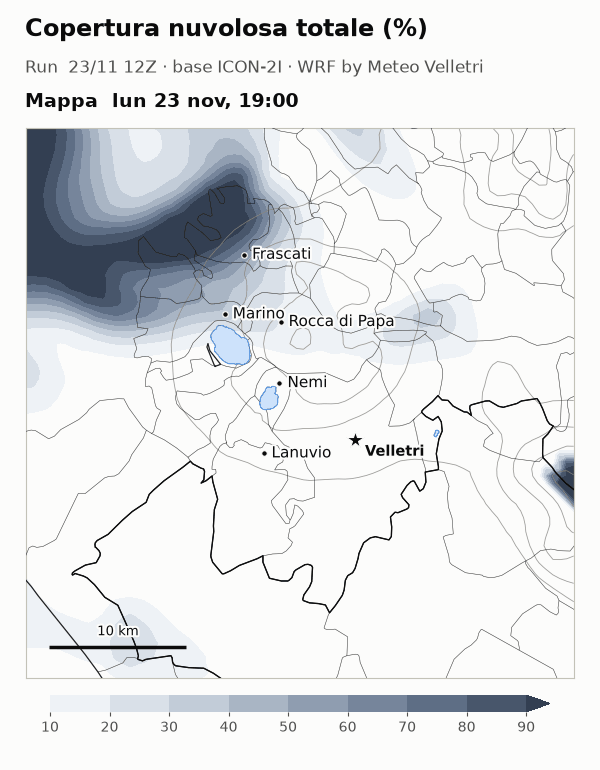 Copertura nuvolosa totale (%)
Run  23/11 12Z · base ICON-2I · WRF by Meteo Velletri
Mappa  lun 23 nov, 19:00
Frascati
Marino
Rocca di Papa
Nemi
Velletri
Lanuvio
10 km
10 20 30 40 50 60 70 80 90